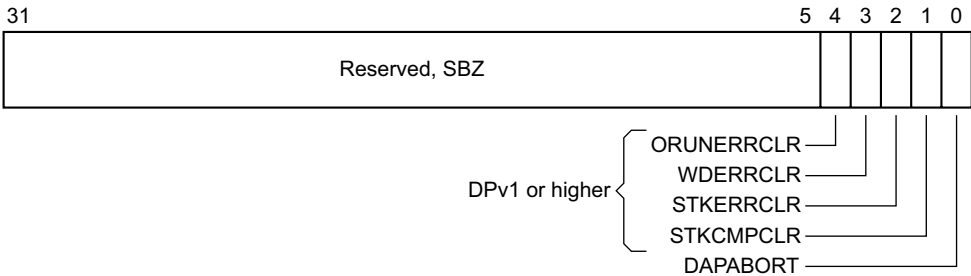 31 5 4 3 2 1 0
Reserved, SBZ
ORUNERRCLR
WDERRCLR
DPv1 or higher
STKERRCLR
STKCMPCLR
DAPABORT